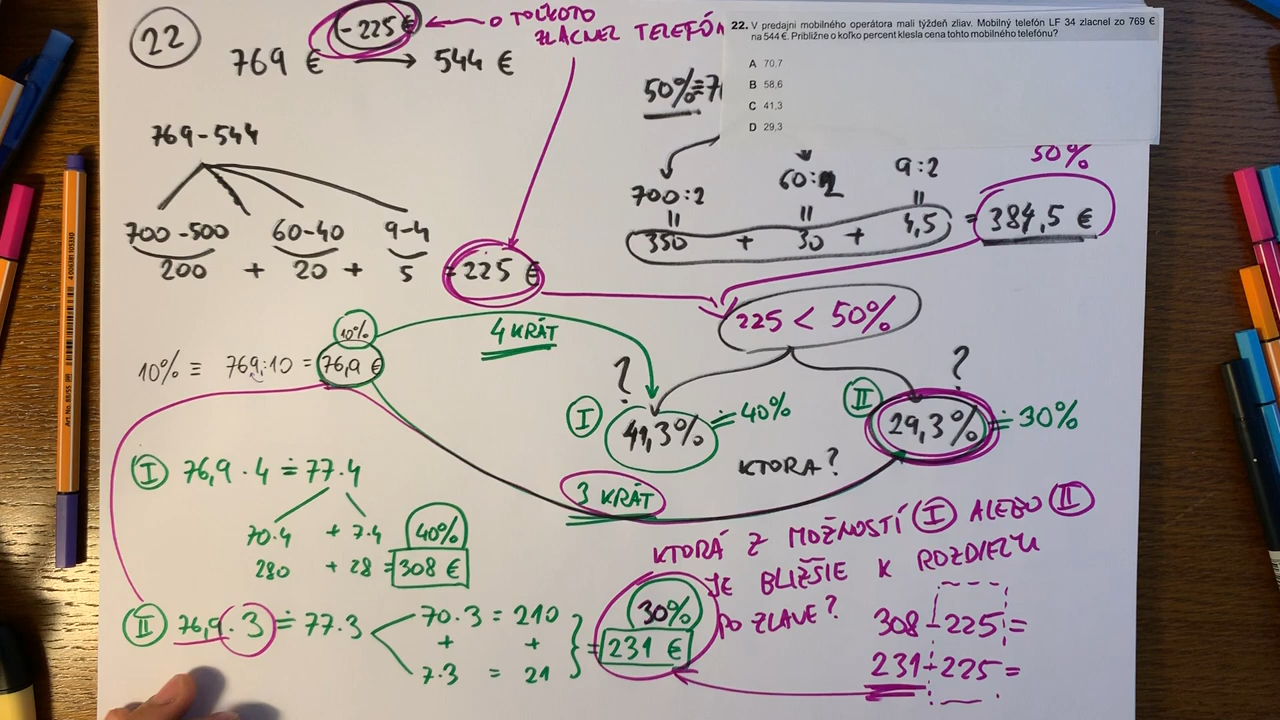 22
-225 €
O TOĽKOTO
ZLACNEL TELEFÓN
769 € → 544 €
22. V predajni mobilného operátora mali týždeň zliav. Mobilný telefón LF 34 zlacnel zo 769 €
na 544 €. Približne o koľko percent klesla cena tohto mobilného telefónu?
A 70,7
B 58,6
C 41,3
D 29,3
50% ≡
769-544
700-500 60-40 9-4
200 + 20 + 5 = 225 €
700:2 60:2 9:2
350 + 30 + 4,5 = 384,5 €
50%
225 < 50%
10%
10% ≡ 769:10 = 76,9 €
4 KRÁT
?
I 41,3% ≐ 40%
?
II 29,3% ≐ 30%
KTORA?
3 KRÁT
I 76,9 . 4 ≐ 77.4
70.4 + 7.4 40%
280 + 28 = 308 €
II 76,9 . 3 ≐ 77.3
70.3 = 210
+ +
7.3 = 21
30%
= 231 €
KTORÁ Z MOŽNOSTÍ I ALEBO II
JE BLIŽŠIE K ROZDIELU
PO ZLAVE?
308 - 225 =
231 - 225 =